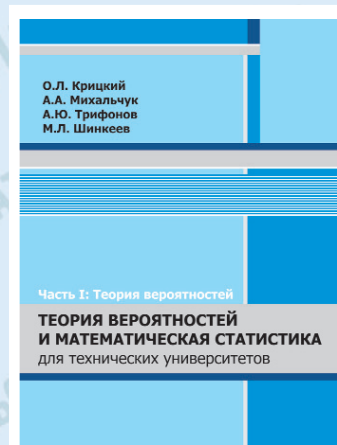 О.Л. Крицкий
А.А. Михальчук
А.Ю. Трифонов
М.Л. Шинкеев
Часть I: Теория вероятностей
ТЕОРИЯ ВЕРОЯТНОСТЕЙ
И МАТЕМАТИЧЕСКАЯ СТАТИСТИКА
для технических университетов